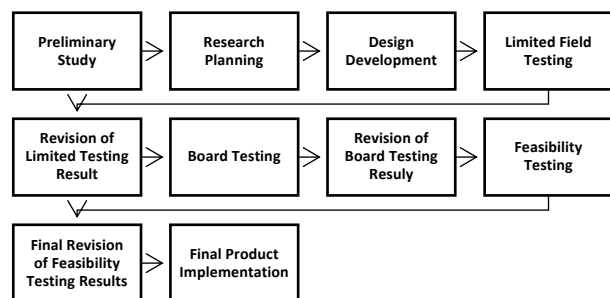 Preliminary
Study
Research
Planning
Design
Development
Limited Field
Testing
Revision of
Limited Testing
Result
Board Testing
Revision of
Board Testing
Resuly
Feasibility
Testing
Final Revision
of Feasibility
Testing Results
Final Product
Implementation